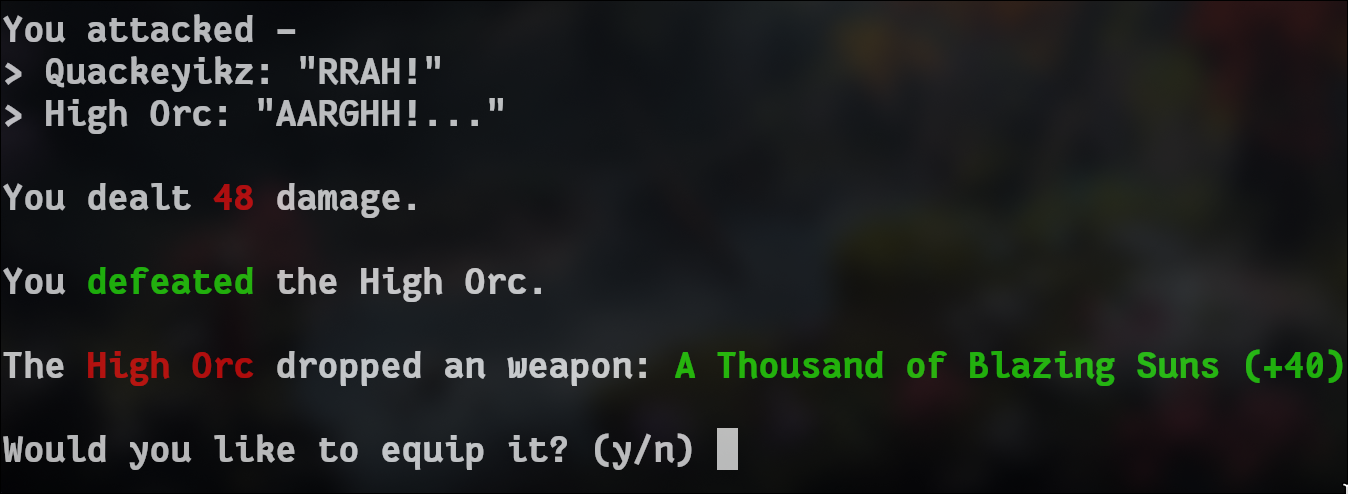 You attacked –
> Quackeyikz: "RRAH!"
> High Orc: "AARGHH!..."
You dealt 48 damage.
You defeated the High Orc.
The High Orc dropped an weapon: A Thousand of Blazing Suns (+40)
Would you like to equip it? (y/n)